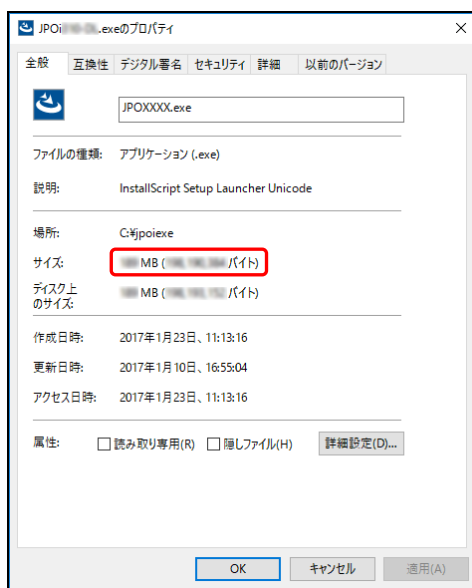 JPOi .exeのプロパティ
全般 互換性 デジタル署名 セキュリティ 詳細 以前のバージョン
JPOXXXX.exe
ファイルの種類: アプリケーション (.exe)
説明: InstallScript Setup Launcher Unicode
場所: C:¥jpoiexe
サイズ: MB ( バイト)
ディスク上
のサイズ: MB ( バイト)
作成日時: 2017年1月23日、11:13:16
更新日時: 2017年1月10日、16:55:04
アクセス日時: 2017年1月23日、11:13:16
属性: 読み取り専用(R) 隠しファイル(H) 詳細設定(D)...
OK キャンセル 適用(A)